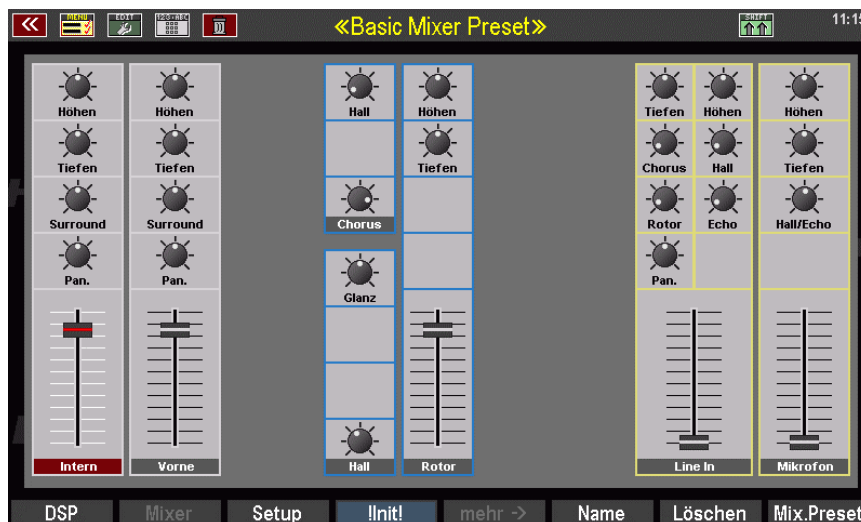 MENU EDIT 123-ABC «Basic Mixer Preset» SHIFT
Höhen Höhen Hall Höhen Tiefen Höhen Höhen
Tiefen Tiefen Tiefen Chorus Hall Tiefen
Surround Surround Chorus Rotor Echo Hall/Echo
Pan. Pan. Glanz Pan.
Intern Vorne Hall Rotor Line In Mikrofon
DSP Mixer Setup !Init! mehr -> Name Löschen Mix.Preset